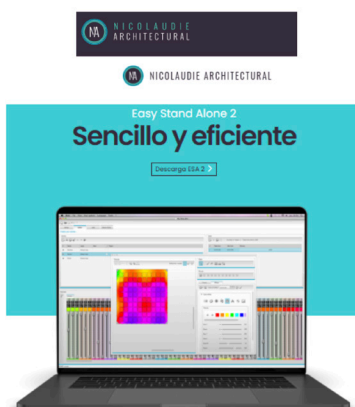 NICOLAUDIE
ARCHITECTURAL
NICOLAUDIE ARCHITECTURAL
Easy Stand Alone 2
Sencillo y eficiente
Descarga ESA 2